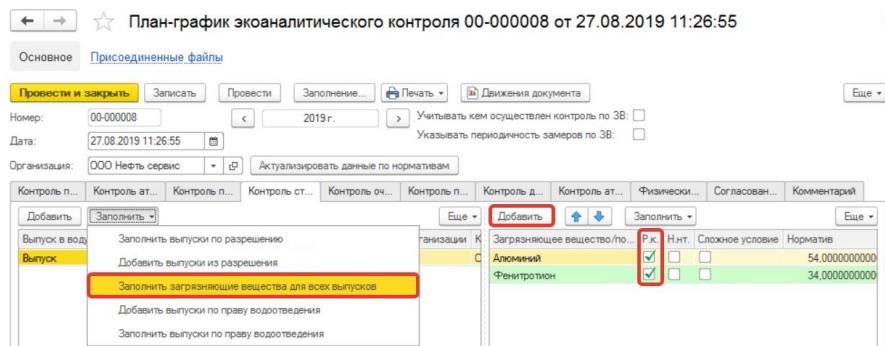 План-график экоаналитического контроля 00-000008 от 27.08.2019 11:26:55
Основное Присоединенные файлы
Провести и закрыть Записать Провести Заполнение... Печать Движения документа Еще
Номер: 00-000008 < 2019 г. > Учитывать кем осуществлен контроль по ЗВ:
Дата: 27.08.2019 11:26:55 Указывать периодичность замеров по ЗВ:
Организация: ООО Нефть сервис Актуализировать данные по нормативам
Контроль п... Контроль ат... Контроль п... Контроль ст... Контроль оч... Контроль п... Контроль д... Контроль ат... Физически... Согласован... Комментарий
Добавить Заполнить Еще Добавить Заполнить Еще
Выпуск в воду Заполнить выпуски по разрешению ганизации К Загрязняющее вещество/по... Р.к. Н.нт. Сложное условие Норматив
Выпуск Добавить выпуски из разрешения С Алюминий 54,0000000000
Заполнить загрязняющие вещества для всех выпусков Фенитротион 34,0000000000
Добавить выпуски по праву водоотведения
Заполнить выпуски по праву водоотведения